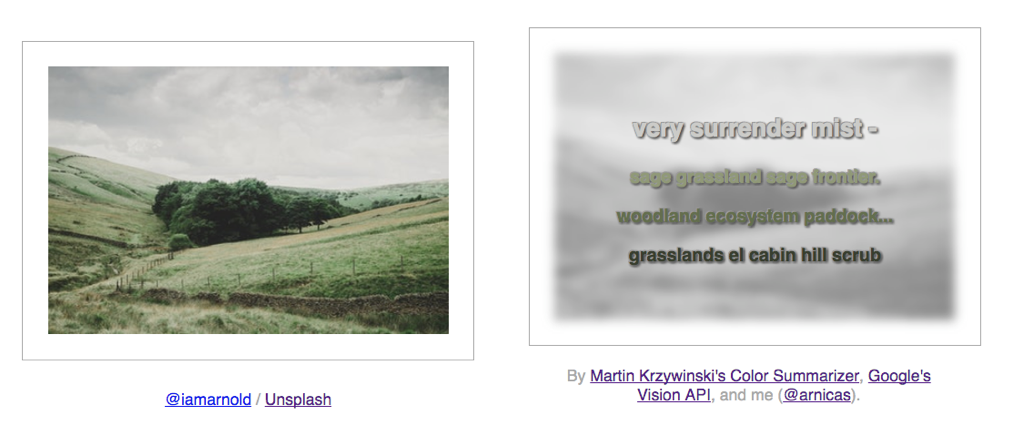 very surrender mist -
sage grassland sage frontier.
woodland ecosystem paddock...
grasslands el cabin hill scrub
@iamarnold / Unsplash
By Martin Krzywinski's Color Summarizer, Google's
Vision API, and me (@arnicas).